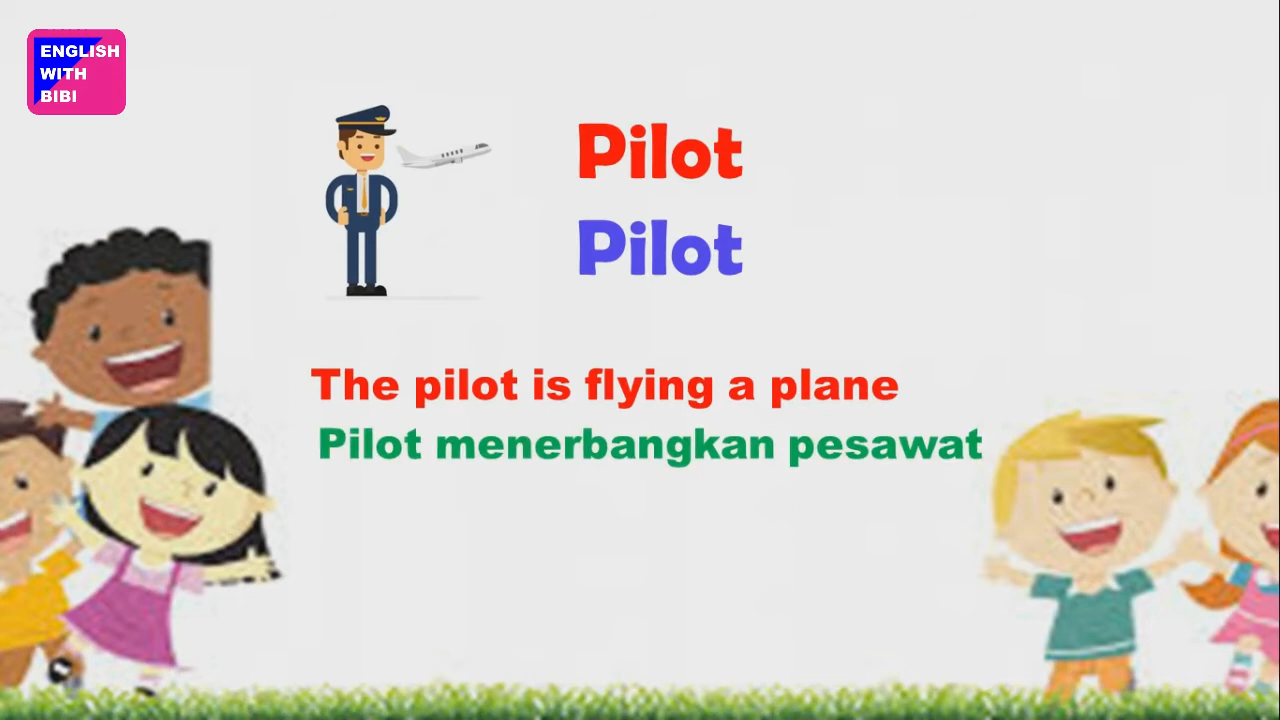 ENGLISH
WITH
BIBI
Pilot
Pilot
The pilot is flying a plane
Pilot menerbangkan pesawat